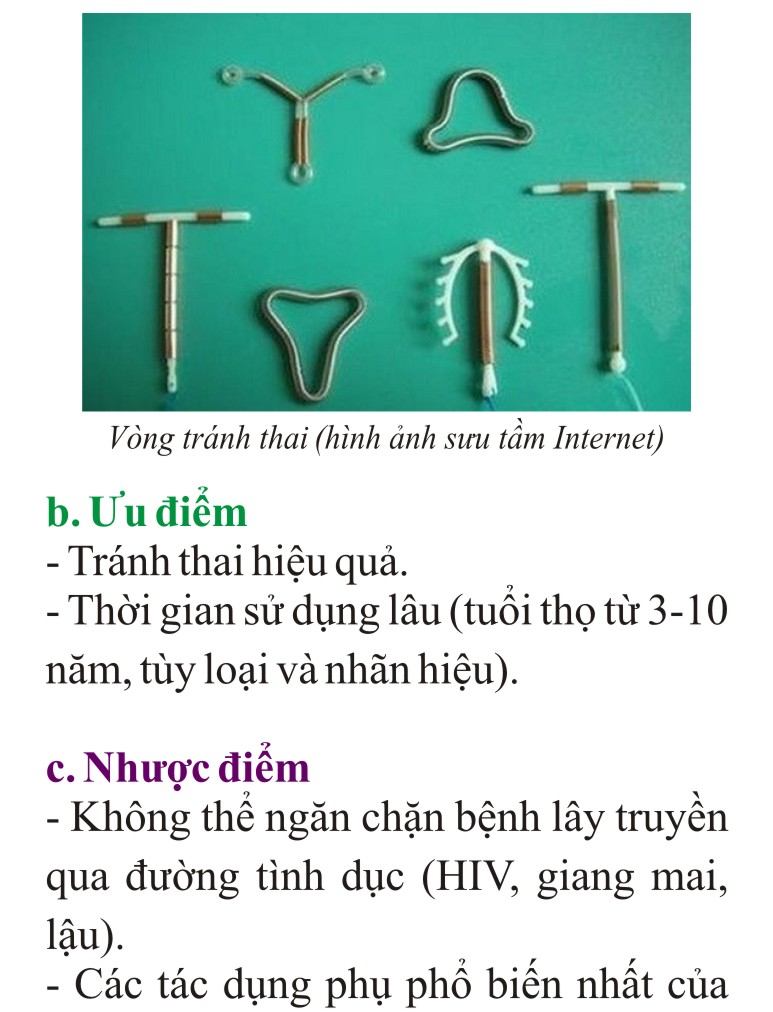 Vòng tránh thai (hình ảnh sưu tầm Internet)
b. Ưu điểm
- Tránh thai hiệu quả.
- Thời gian sử dụng lâu (tuổi thọ từ 3-10
năm, tùy loại và nhãn hiệu).
c. Nhược điểm
- Không thể ngăn chặn bệnh lây truyền
qua đường tình dục (HIV, giang mai,
lậu).
- Các tác dụng phụ phổ biến nhất của